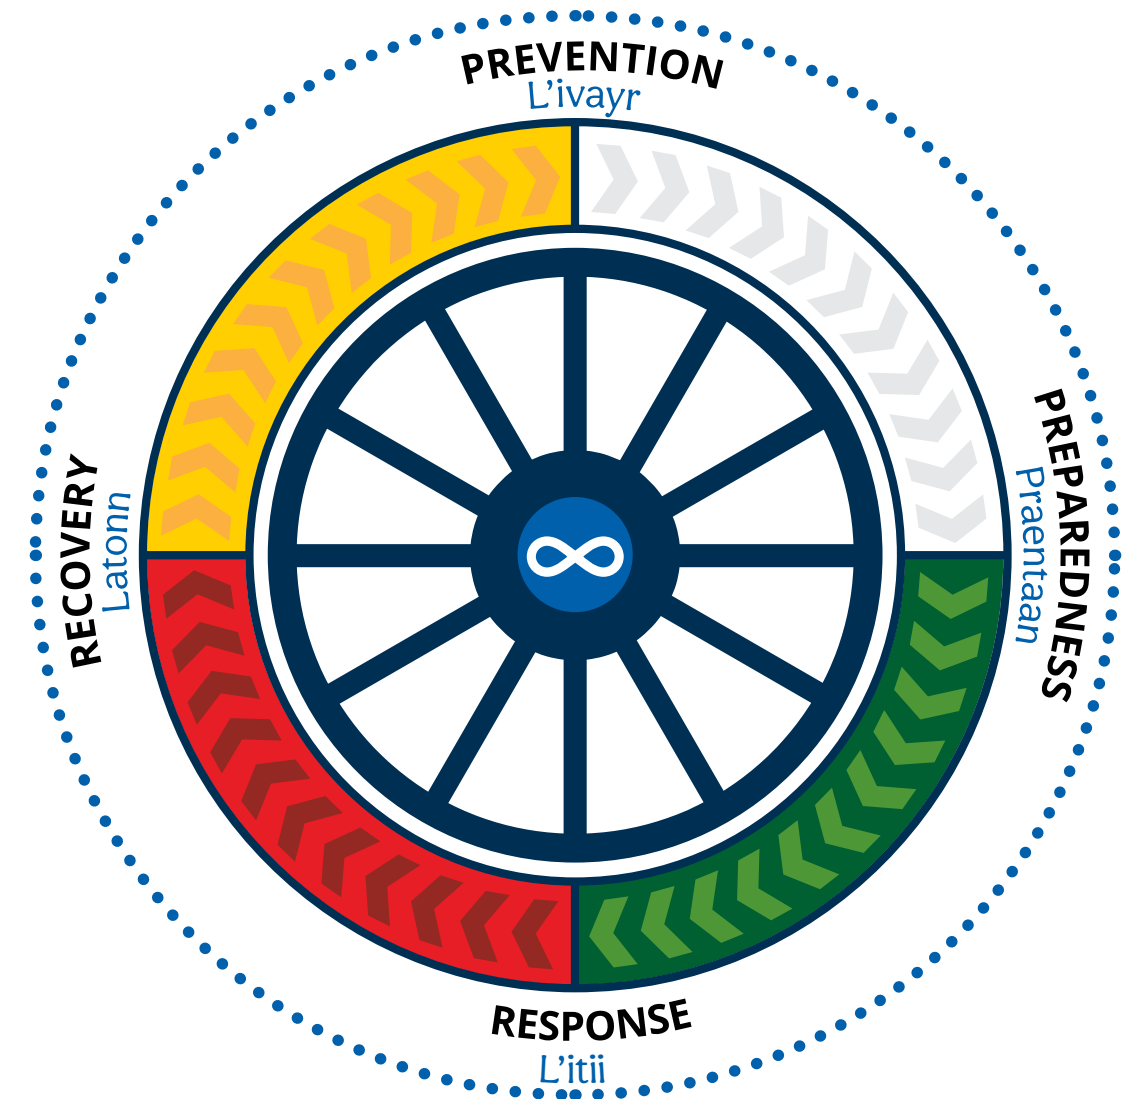 PREVENTION
L’ivayr
PREPAREDNESS
Praentaan
RESPONSE
L’itii
RECOVERY
Latonn